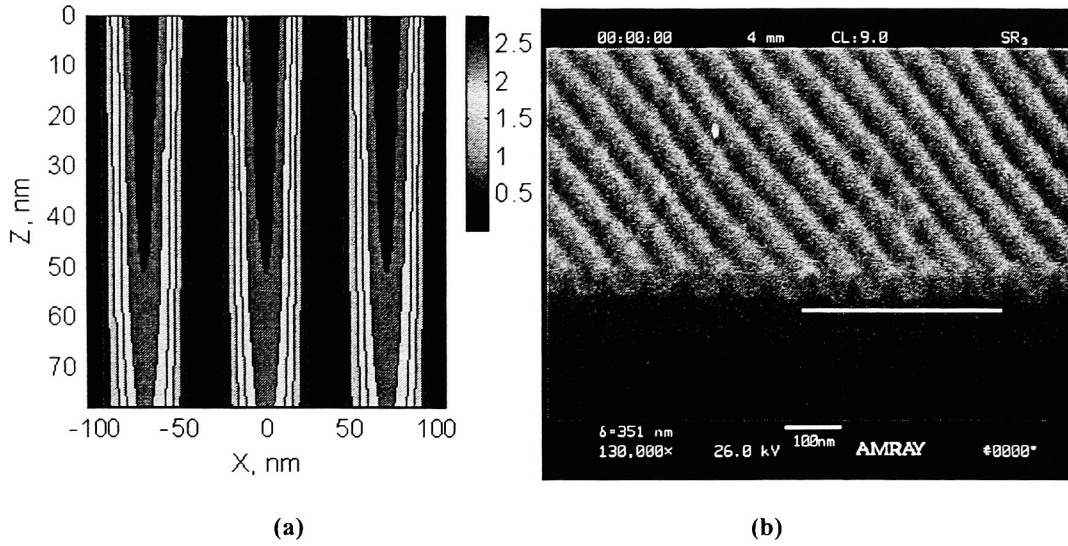 0
10
20
30
40
50
60
70
Z, nm
-100 -50 0 50 100
X, nm
2.5
2
1.5
1
0.5
(a)
00:00:00 4 mm CL:9.0 SR₃
δ=351 nm
130,000× 26.0 kV 100nm AMRAY #0000*
(b)